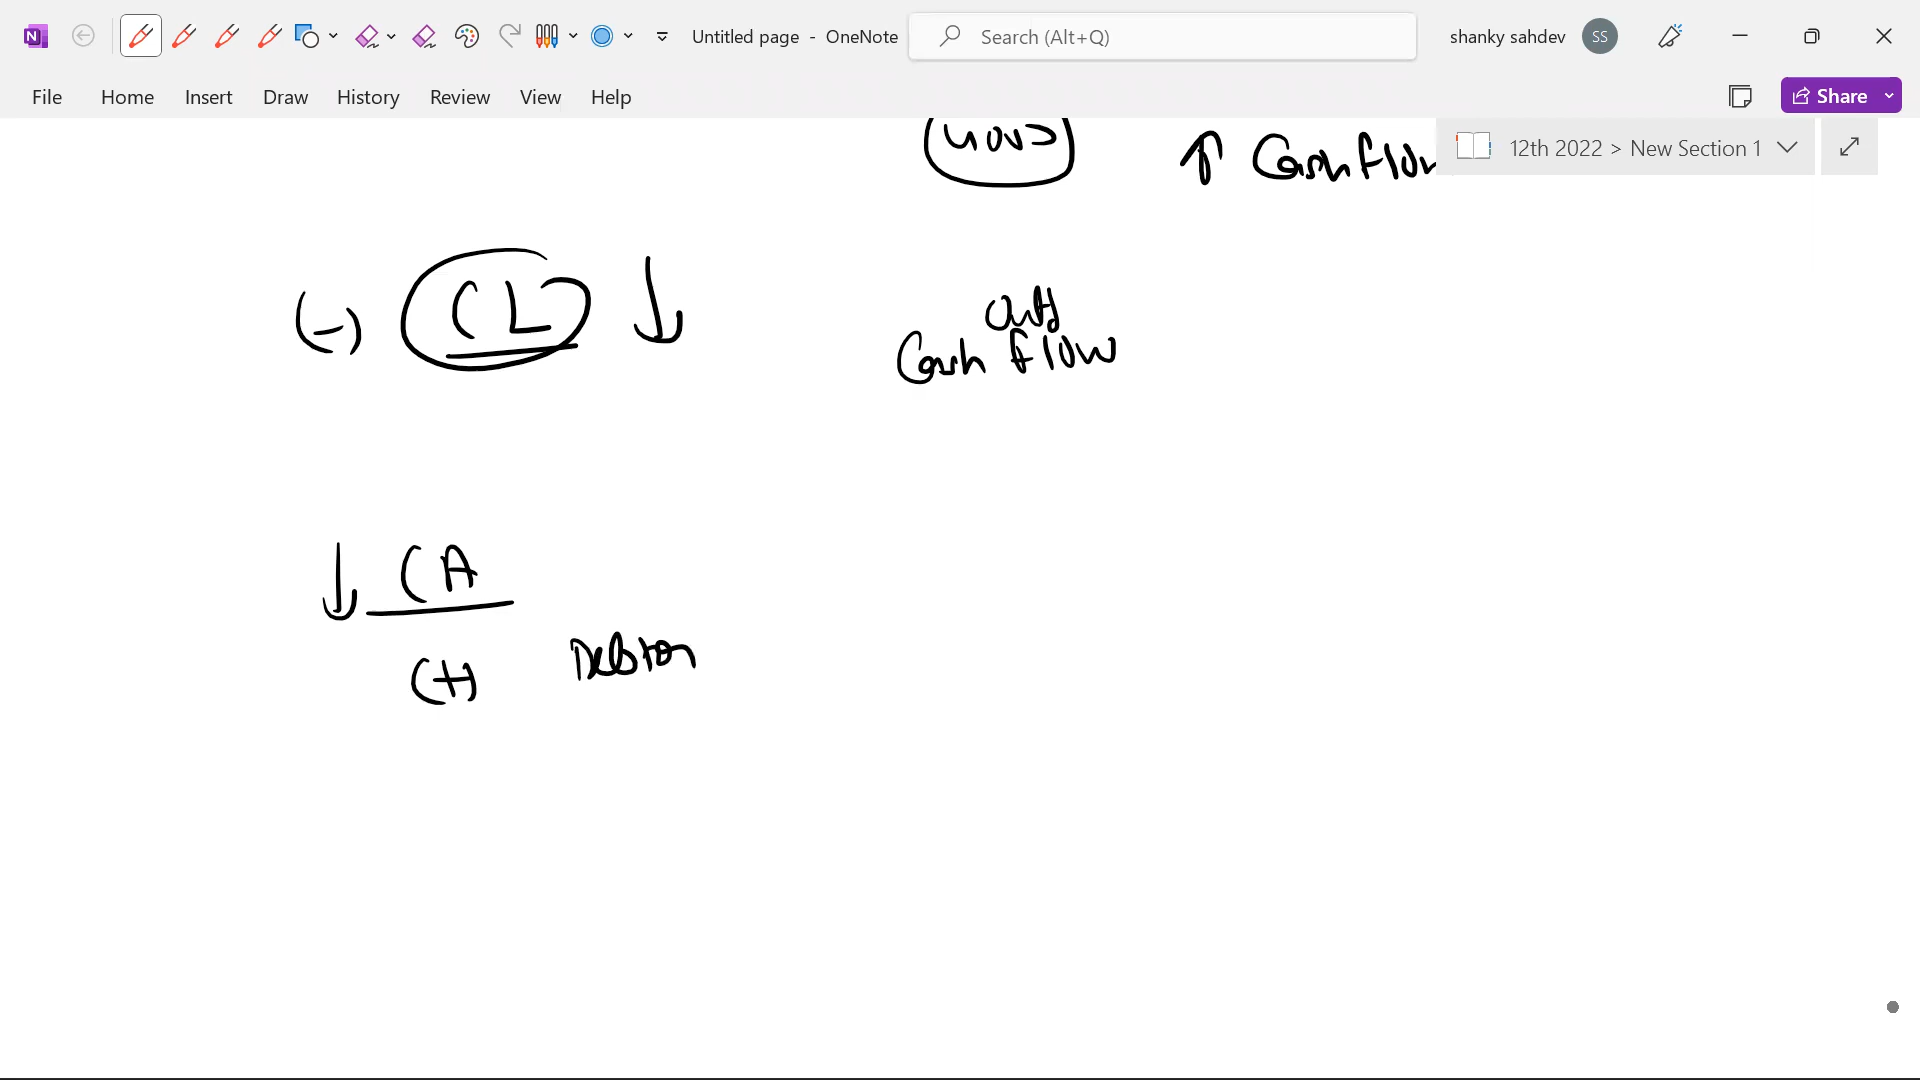 Untitled page - OneNote
Search (Alt+Q)
shanky sahdev
SS
File Home Insert Draw History Review View Help
Share
12th 2022 > New Section 1
↑ Cash flow
(-) CL ↓
out
Cash flow
↓ CA
(+) Debtor